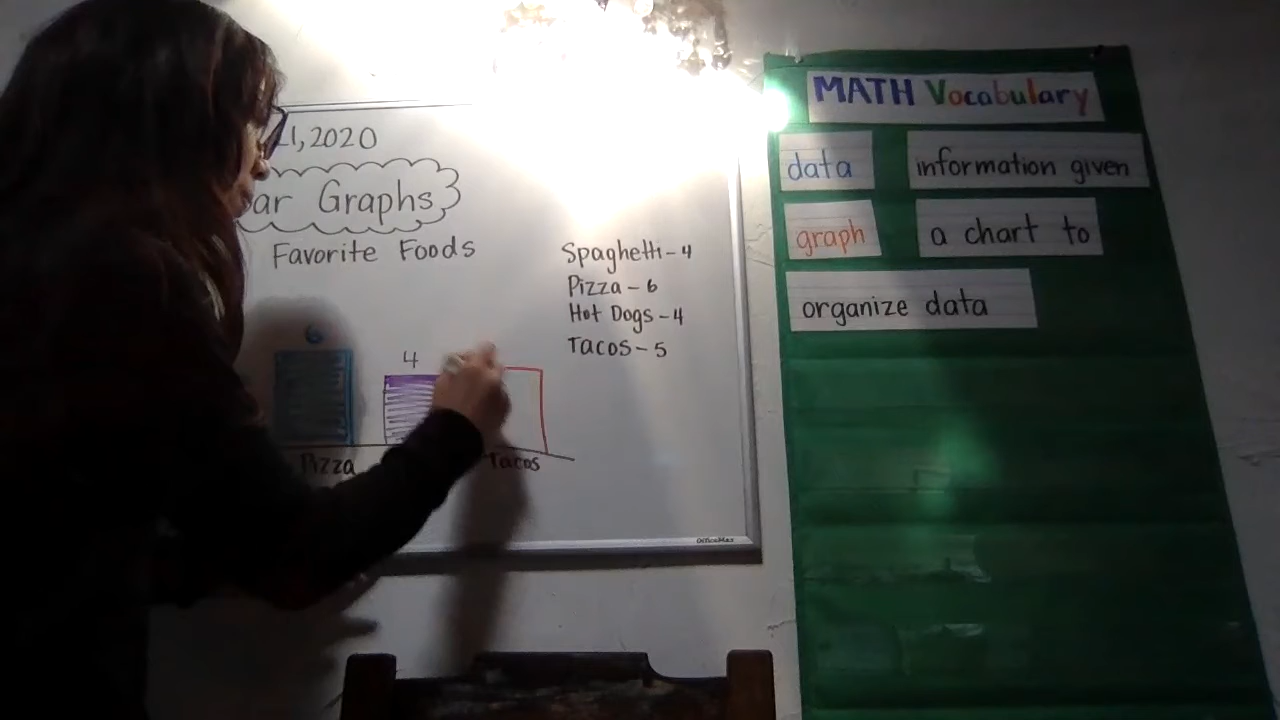 1, 2020
ar Graphs
Favorite Foods
Spaghetti - 4
Pizza - 6
Hot Dogs - 4
Tacos - 5
6
4
Pizza
Tacos
OfficeMax
MATH Vocabulary
data information given
graph a chart to
organize data